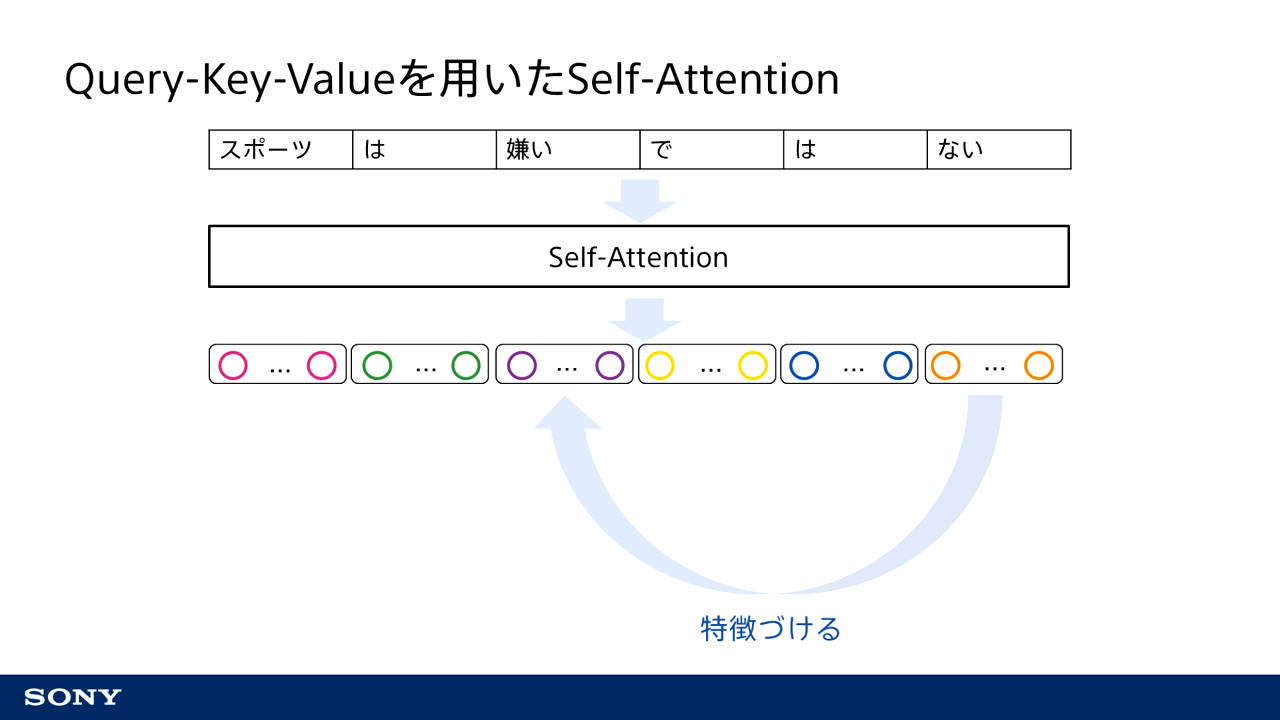 Query-Key-Valueを用いたSelf-Attention
スポーツ は 嫌い で は ない
Self-Attention
... ... ... ... ... ...
特徴づける
SONY